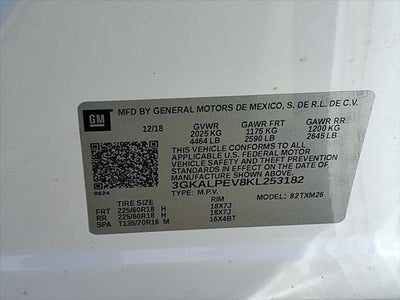 GM
MFD BY GENERAL MOTORS DE MEXICO, S. DE R.L. DE C.V.
12/18 GVWR GAWR FRT GAWR RR
2025 KG 1175 KG 1200 KG
4464 LB 2590 LB 2645 LB
THIS VEHICLE CONFORMS TO ALL
APPLICABLE U.S. FEDERAL MOTOR
VEHICLE SAFETY AND THEFT PREVENTION
STANDARDS IN EFFECT ON THE DATE OF
MANUFACTURE SHOWN ABOVE.
3GKALPEV8KL253182
0624 TYPE: M.P.V. MODEL: 82TXM26
TIRE SIZE RIM
FRT 225/60R18 H 18X7J
RR 225/60R18 H 18X7J
SPA T135/70R16 M 16X4BT